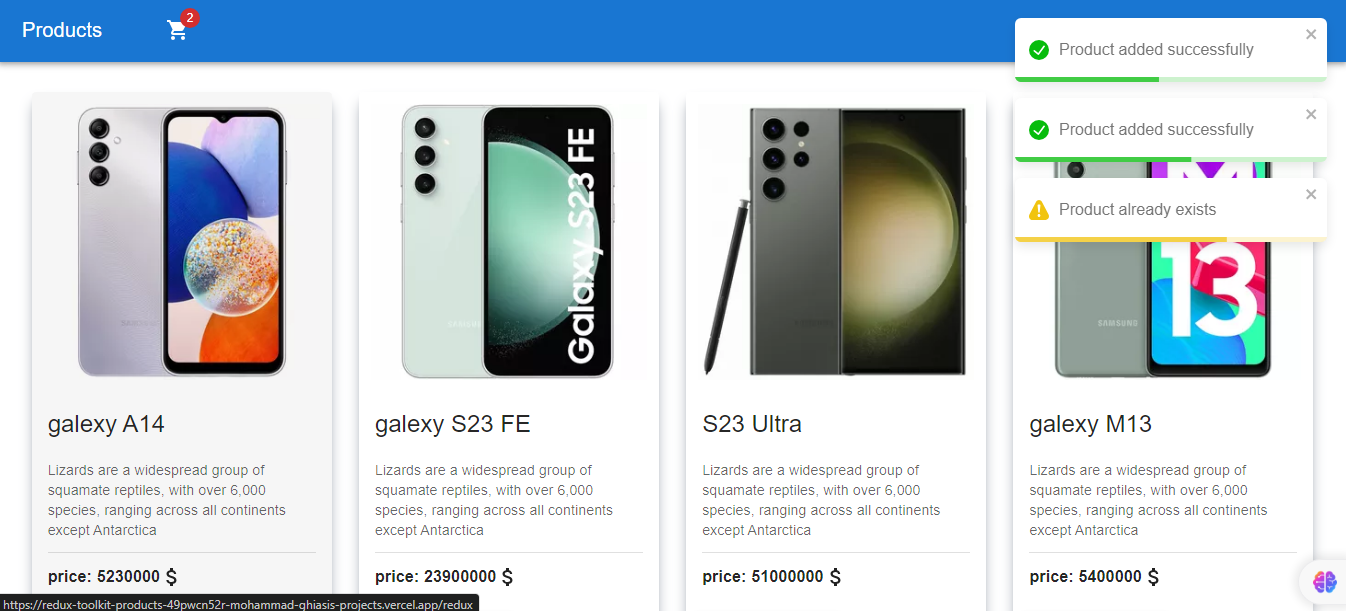 Products
2
Product added successfully
Product added successfully
Product already exists
Galaxy S23 FE
SAMSUNG
13
galexy A14
Lizards are a widespread group of
squamate reptiles, with over 6,000
species, ranging across all continents
except Antarctica
price: 5230000 $
galexy S23 FE
Lizards are a widespread group of
squamate reptiles, with over 6,000
species, ranging across all continents
except Antarctica
price: 23900000 $
S23 Ultra
Lizards are a widespread group of
squamate reptiles, with over 6,000
species, ranging across all continents
except Antarctica
price: 51000000 $
galexy M13
Lizards are a widespread group of
squamate reptiles, with over 6,000
species, ranging across all continents
except Antarctica
price: 5400000 $
https://redux-toolkit-products-49pwcn52r-mohammad-ghiasis-projects.vercel.app/redux